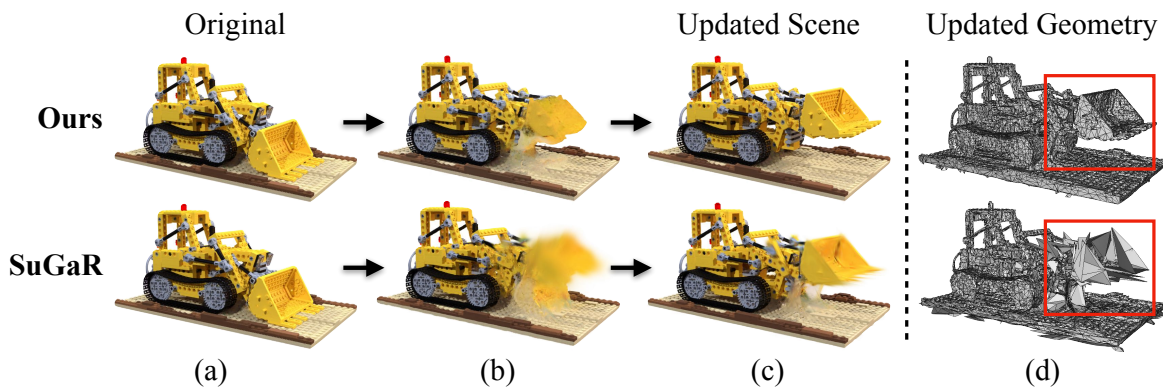 Original
Updated Scene
Updated Geometry
Ours
SuGaR
(a)
(b)
(c)
(d)